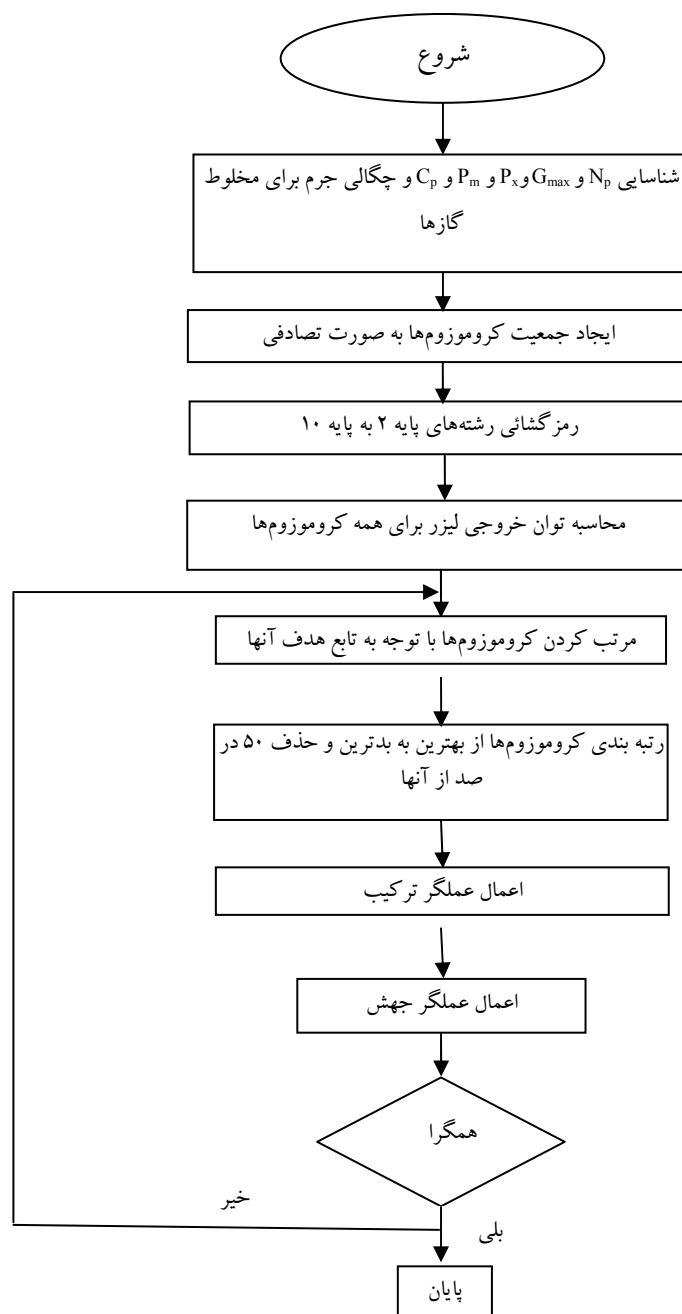 شروع
شناسایی Np و Gmax وPx و Pm و Cp و چگالی جرم برای مخلوط
گازها
ایجاد جمعیت کروموزوم‌ها به صورت تصادفی
رمزگشائی رشته‌های پایه ۲ به پایه ۱۰
محاسبه توان خروجی لیزر برای همه کروموزوم‌ها
مرتب کردن کروموزوم‌ها با توجه به تابع هدف آنها
رتبه بندی کروموزوم‌ها از بهترین به بدترین و حذف ۵۰ در
صد از آنها
اعمال عملگر ترکیب
اعمال عملگر جهش
همگرا
خیر
بلی
پایان